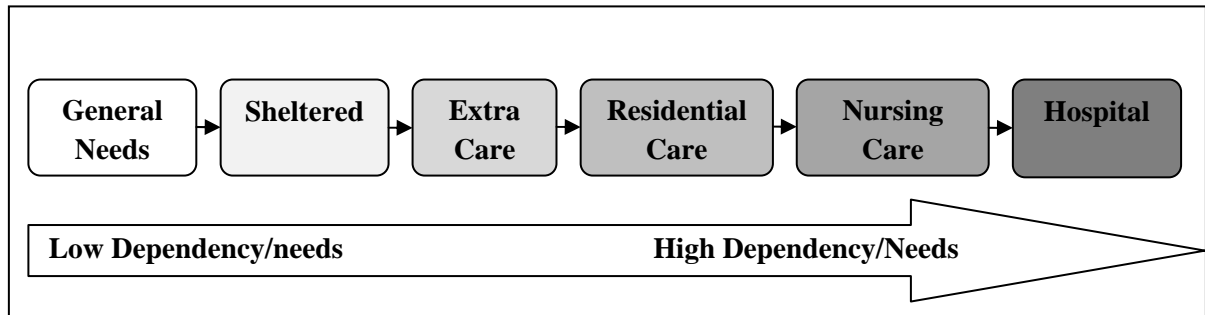 General
Needs
Sheltered
Extra
Care
Residential
Care
Nursing
Care
Hospital
Low Dependency/needs
High Dependency/Needs